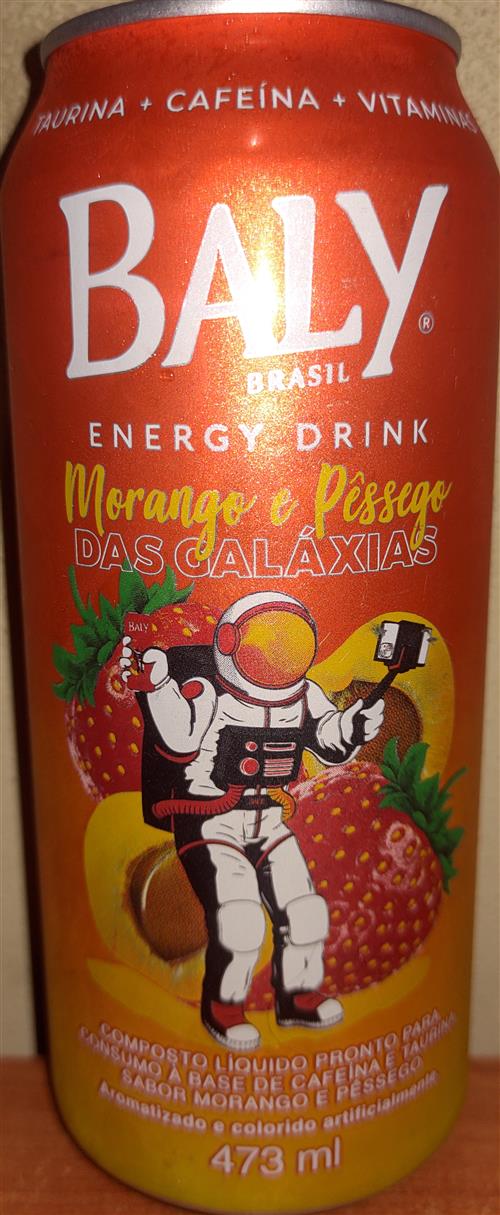 TAURINA + CAFEÍNA + VITAMINAS
BALY
®
BRASIL
ENERGY DRINK
Morango e Pêssego
DAS GALÁXIAS
BALY
COMPOSTO LÍQUIDO PRONTO PARA
CONSUMO À BASE DE CAFEÍNA E TAURINA
SABOR MORANGO E PÊSSEGO
Aromatizado e colorido artificialmente
473 ml